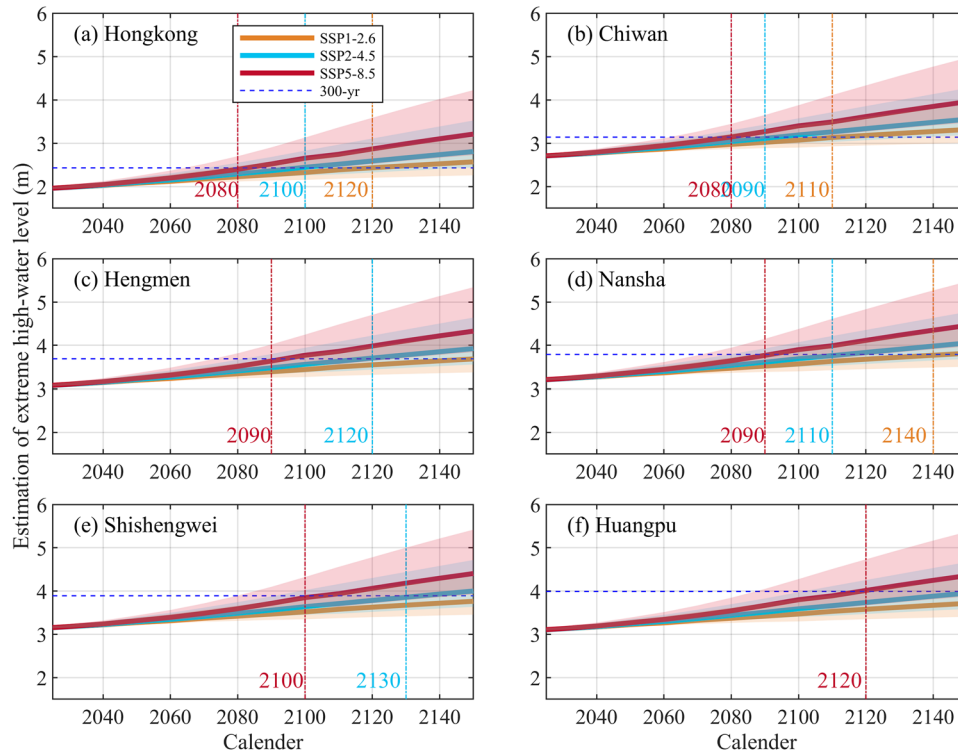 Estimation of extreme high-water level (m)
(a) Hongkong
SSP1-2.6
SSP2-4.5
SSP5-8.5
300-yr
6
5
4
3
2
2080
2100
2120
2040 2060 2080 2100 2120 2140
(b) Chiwan
6
5
4
3
2
2080
2090
2110
2040 2060 2080 2100 2120 2140
(c) Hengmen
6
5
4
3
2
2090
2120
2040 2060 2080 2100 2120 2140
(d) Nansha
6
5
4
3
2
2090
2110
2140
2040 2060 2080 2100 2120 2140
(e) Shishengwei
6
5
4
3
2
2100
2130
2040 2060 2080 2100 2120 2140
Calender
(f) Huangpu
6
5
4
3
2
2120
2040 2060 2080 2100 2120 2140
Calender